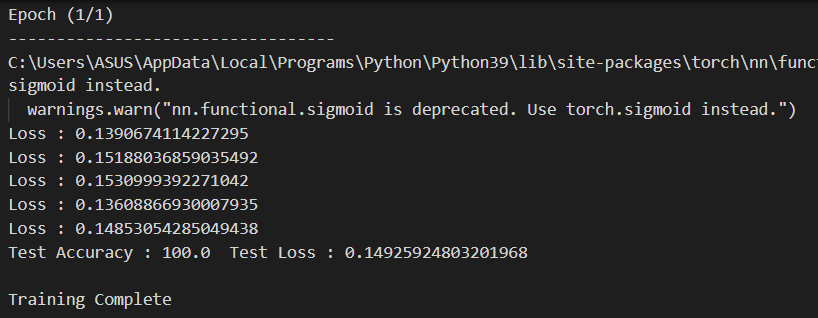 Epoch (1/1)
----------------------------------
C:\Users\ASUS\AppData\Local\Programs\Python\Python39\lib\site-packages\torch\nn\func
sigmoid instead.
  warnings.warn("nn.functional.sigmoid is deprecated. Use torch.sigmoid instead.")
Loss : 0.1390674114227295
Loss : 0.15188036859035492
Loss : 0.1530999392271042
Loss : 0.13608866930007935
Loss : 0.14853054285049438
Test Accuracy : 100.0  Test Loss : 0.14925924803201968
Training Complete